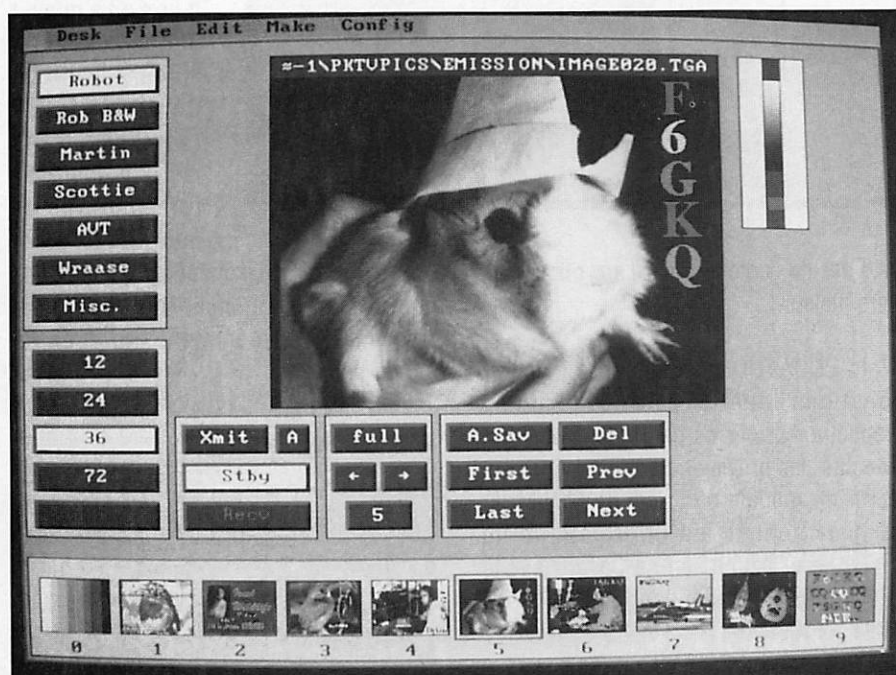 Desk File Edit Make Config
≈-1\PKTVPICS\EMISSION\IMAGE020.TGA
Robot
Rob B&W
Martin
Scottie
AVT
Wraase
Misc.
F
6
G
K
Q
12
24
36
72
Xmit A
Stby
Recv
full
← →
5
A.Sav Del
First Prev
Last Next
0 1 2 3 4 5 6 7 8 9